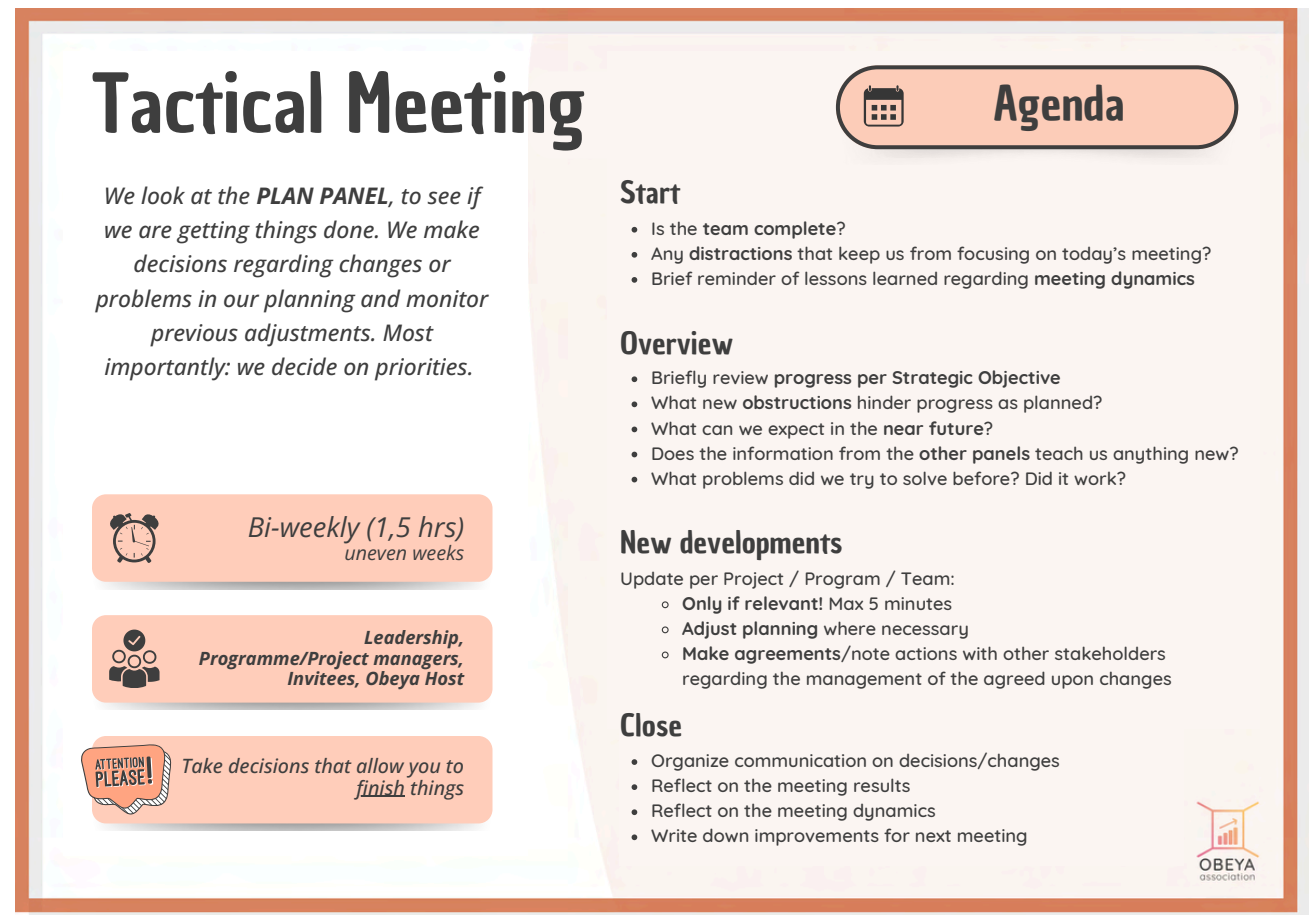 Tactical Meeting
We look at the PLAN PANEL, to see if
we are getting things done. We make
decisions regarding changes or
problems in our planning and monitor
previous adjustments. Most
importantly: we decide on priorities.
Bi-weekly (1,5 hrs)
uneven weeks
Leadership,
Programme/Project managers,
Invitees, Obeya Host
ATTENTION
PLEASE!
Take decisions that allow you to
finish things
Agenda
Start
• Is the team complete?
• Any distractions that keep us from focusing on today's meeting?
• Brief reminder of lessons learned regarding meeting dynamics
Overview
• Briefly review progress per Strategic Objective
• What new obstructions hinder progress as planned?
• What can we expect in the near future?
• Does the information from the other panels teach us anything new?
• What problems did we try to solve before? Did it work?
New developments
Update per Project / Program / Team:
◦ Only if relevant! Max 5 minutes
◦ Adjust planning where necessary
◦ Make agreements/note actions with other stakeholders
regarding the management of the agreed upon changes
Close
• Organize communication on decisions/changes
• Reflect on the meeting results
• Reflect on the meeting dynamics
• Write down improvements for next meeting
OBEYA
association